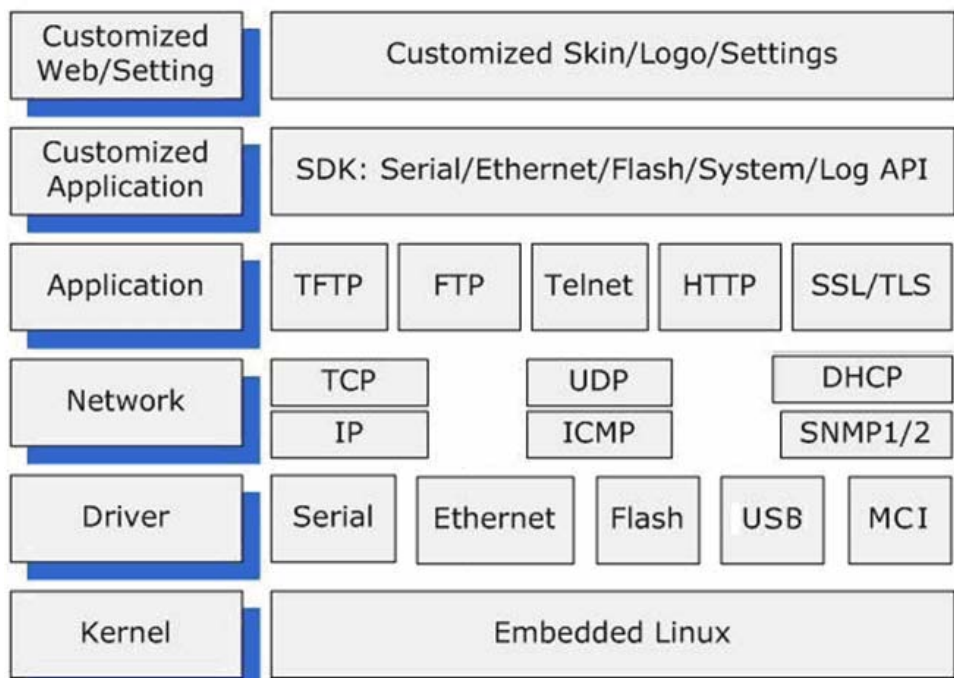 Customized
Web/Setting
Customized Skin/Logo/Settings
Customized
Application
SDK: Serial/Ethernet/Flash/System/Log API
Application
TFTP
FTP
Telnet
HTTP
SSL/TLS
Network
TCP
UDP
DHCP
IP
ICMP
SNMP1/2
Driver
Serial
Ethernet
Flash
USB
MCI
Kernel
Embedded Linux